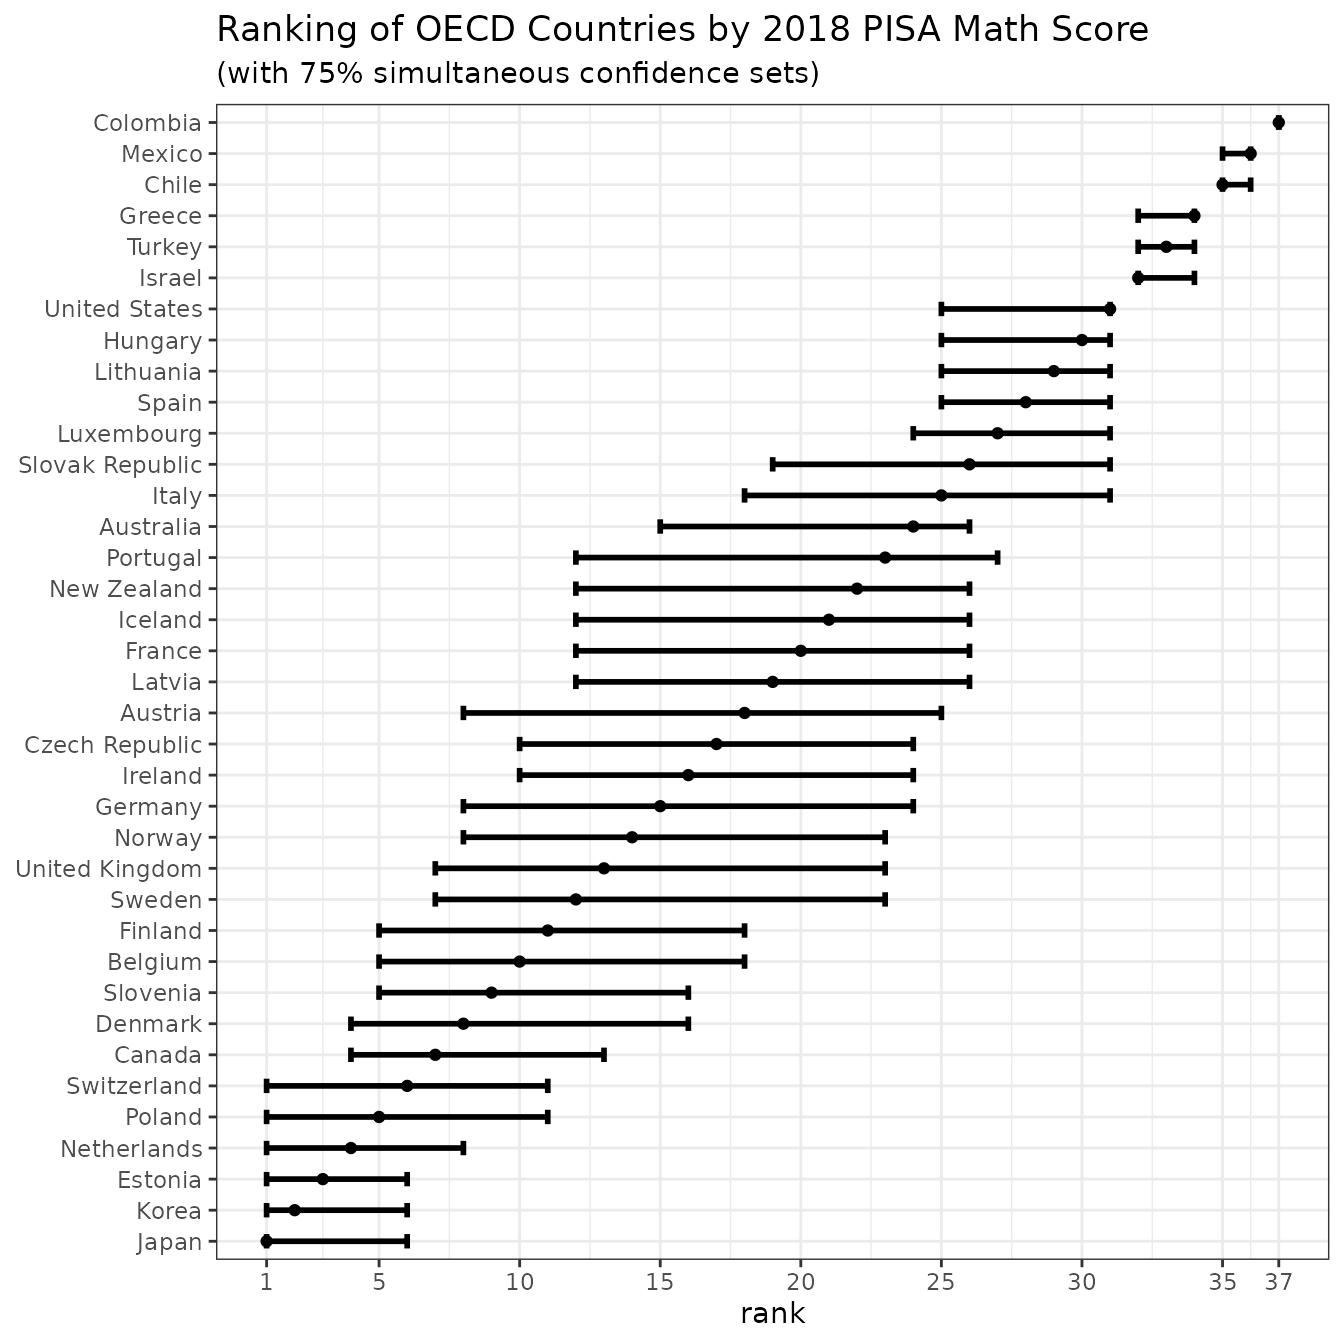 Ranking of OECD Countries by 2018 PISA Math Score
(with 75% simultaneous confidence sets)
Colombia
Mexico
Chile
Greece
Turkey
Israel
United States
Hungary
Lithuania
Spain
Luxembourg
Slovak Republic
Italy
Australia
Portugal
New Zealand
Iceland
France
Latvia
Austria
Czech Republic
Ireland
Germany
Norway
United Kingdom
Sweden
Finland
Belgium
Slovenia
Denmark
Canada
Switzerland
Poland
Netherlands
Estonia
Korea
Japan
1 5 10 15 20 25 30 35 37
rank